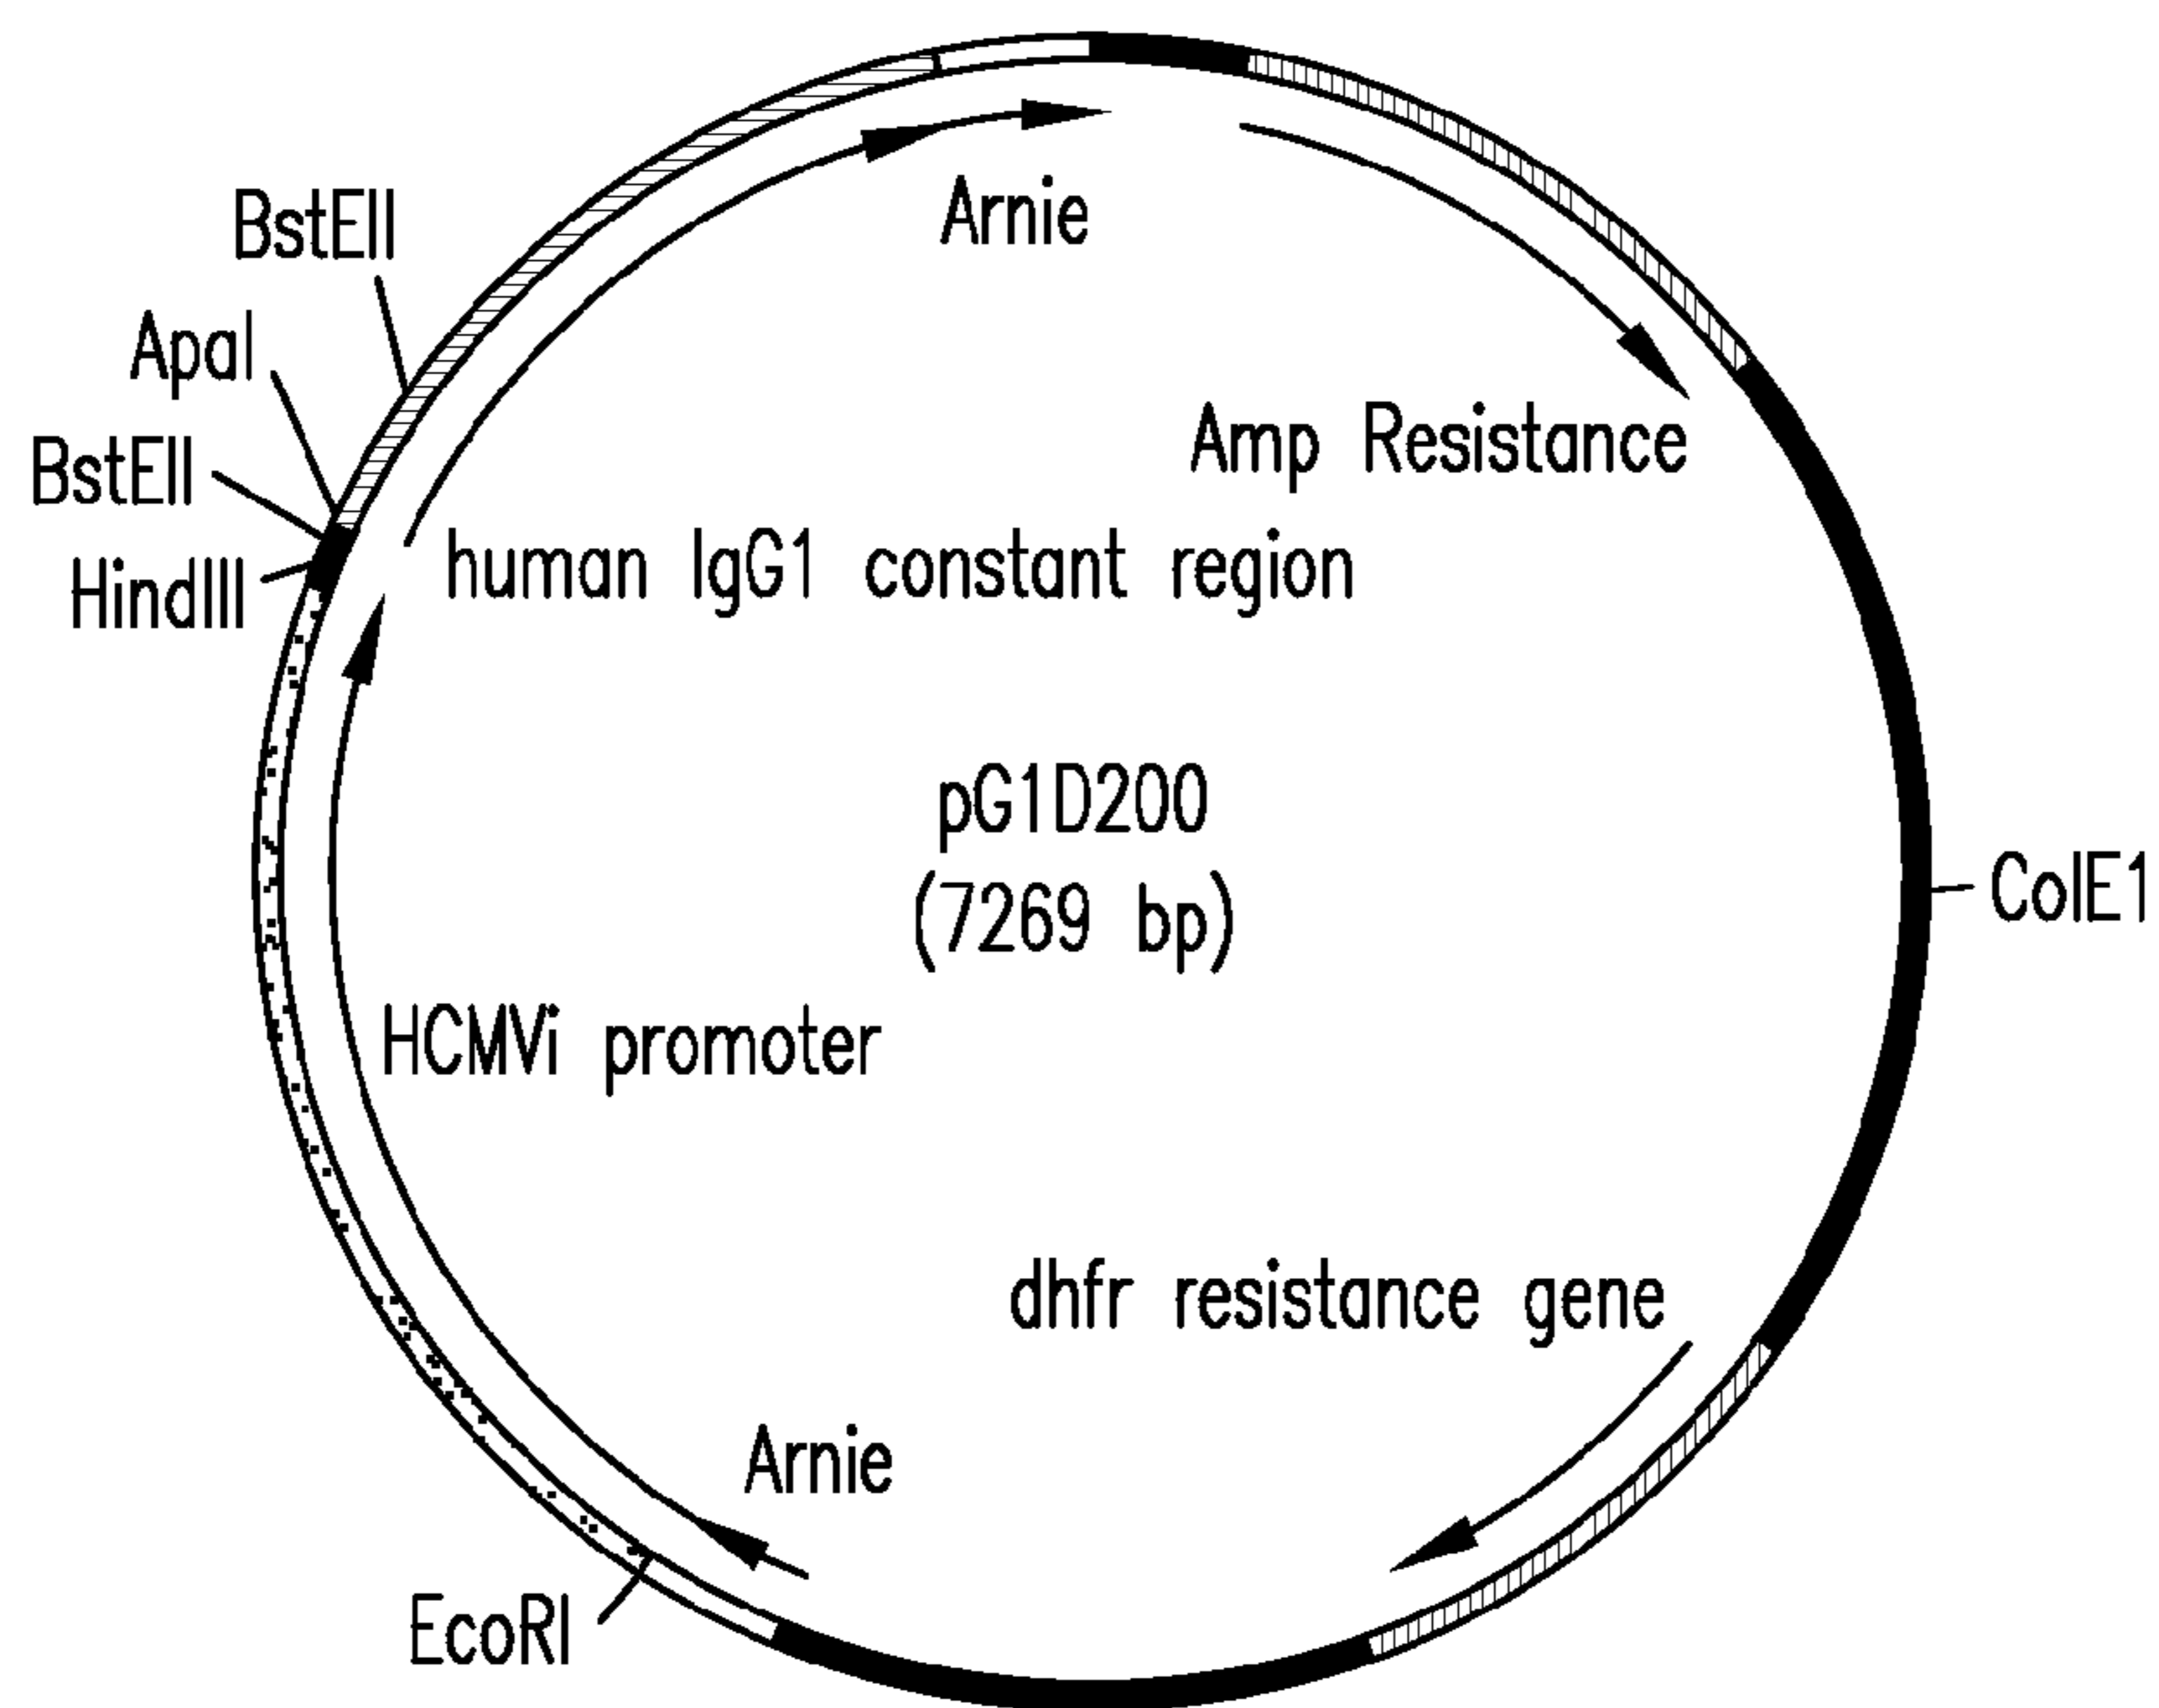 BstEII
Arnie
ApaI
Amp Resistance
BstEII
human IgG1 constant region
HindIII
pG1D200
(7269 bp)
ColE1
HCMVi promoter
dhfr resistance gene
Arnie
EcoRI